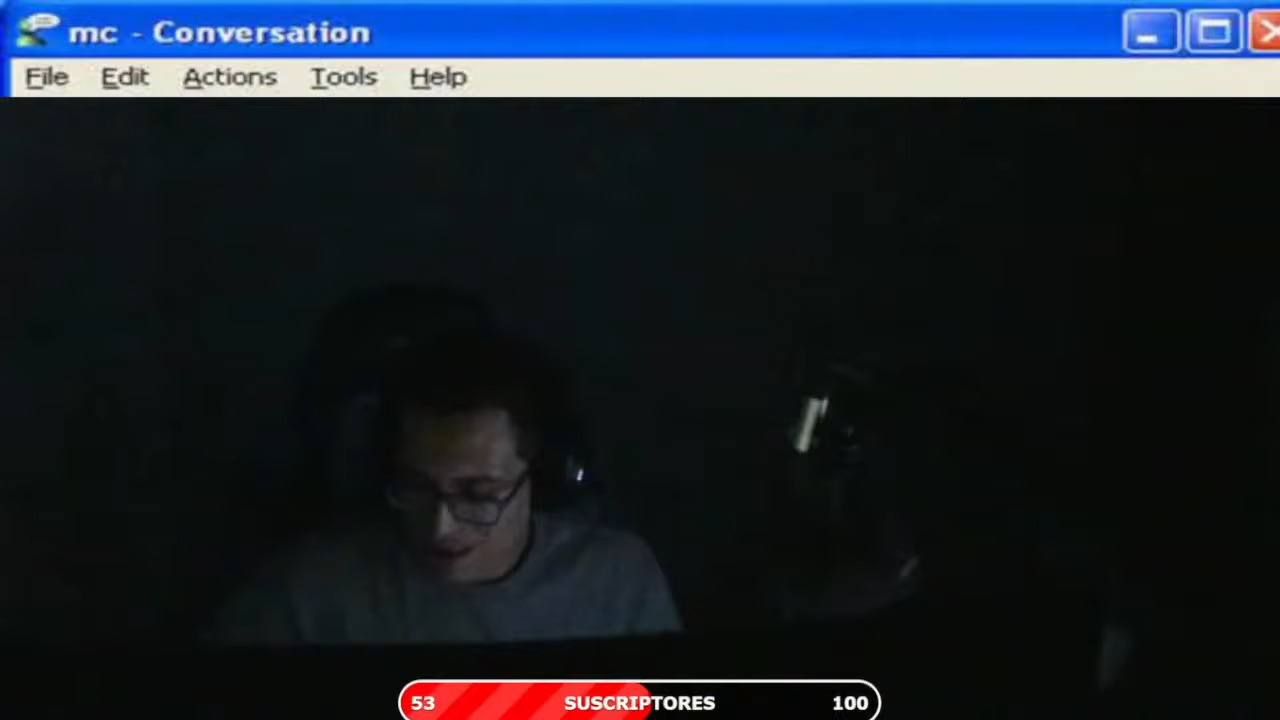 mc - Conversation
File Edit Actions Tools Help
53 SUSCRIPTORES 100